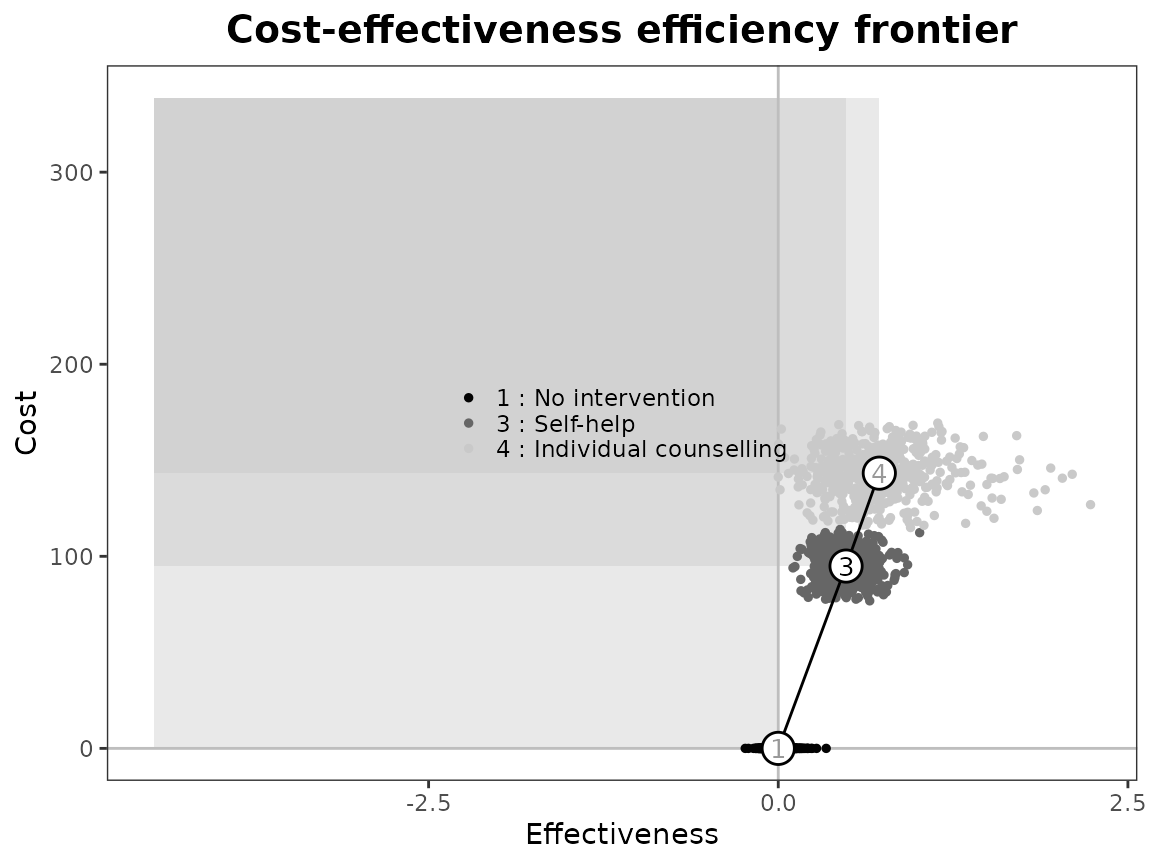 Cost-effectiveness efficiency frontier
Cost
300
200
100
0
1 : No intervention
3 : Self-help
4 : Individual counselling
4
3
1
-2.5
0.0
2.5
Effectiveness